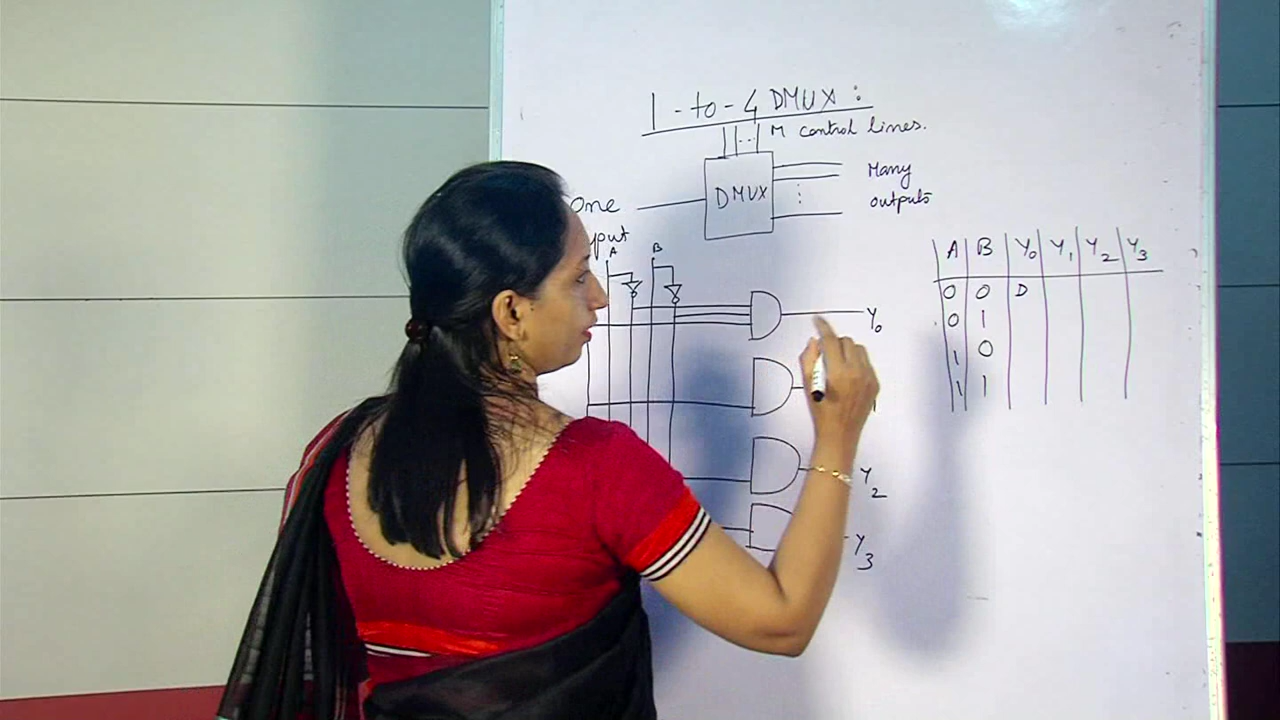 1 - to - 4 DMUX :
M control lines.
DMUX
Many
outputs
One
A B
Y0
Y2
Y3
A B Y0 Y1 Y2 Y3
0 0 D
0 1
1 0
1 1